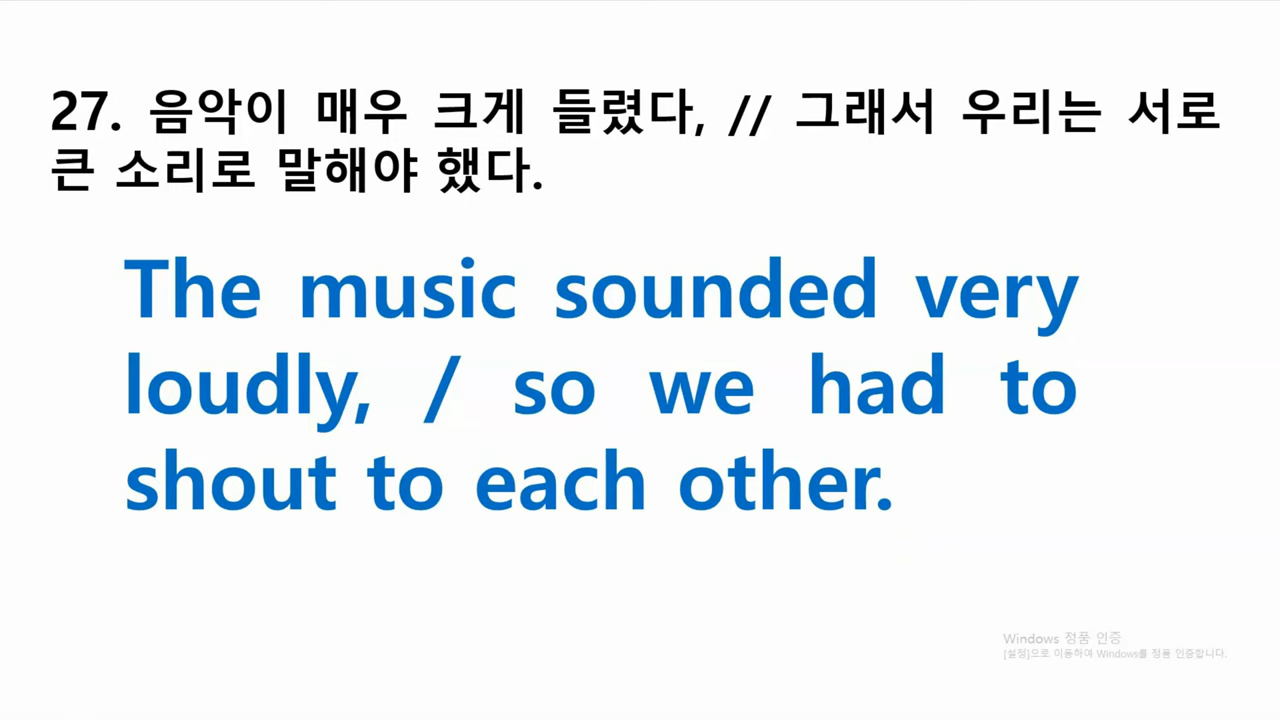 27. 음악이 매우 크게 들렸다, // 그래서 우리는 서로
큰 소리로 말해야 했다.
The music sounded very
loudly, / so we had to
shout to each other.
Windows 정품 인증
[설정]으로 이동하여 Windows를 정품 인증합니다.